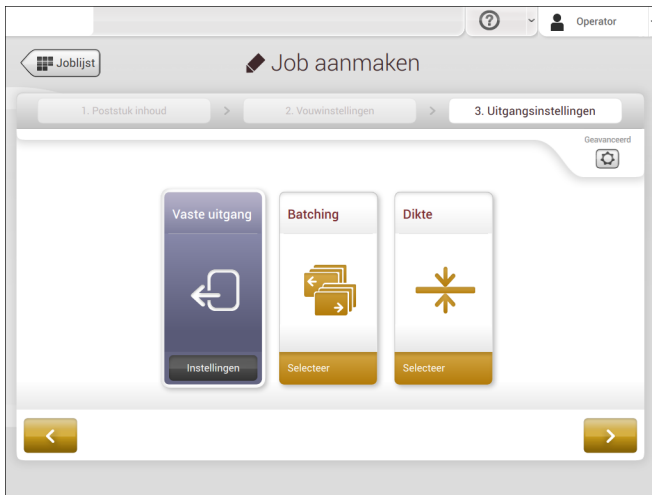 Operator
Joblijst
Job aanmaken
1. Poststuk inhoud
2. Vouwinstellingen
3. Uitgangsinstellingen
Geavanceerd
Vaste uitgang
Batching
Dikte
Instellingen
Selecteer
Selecteer